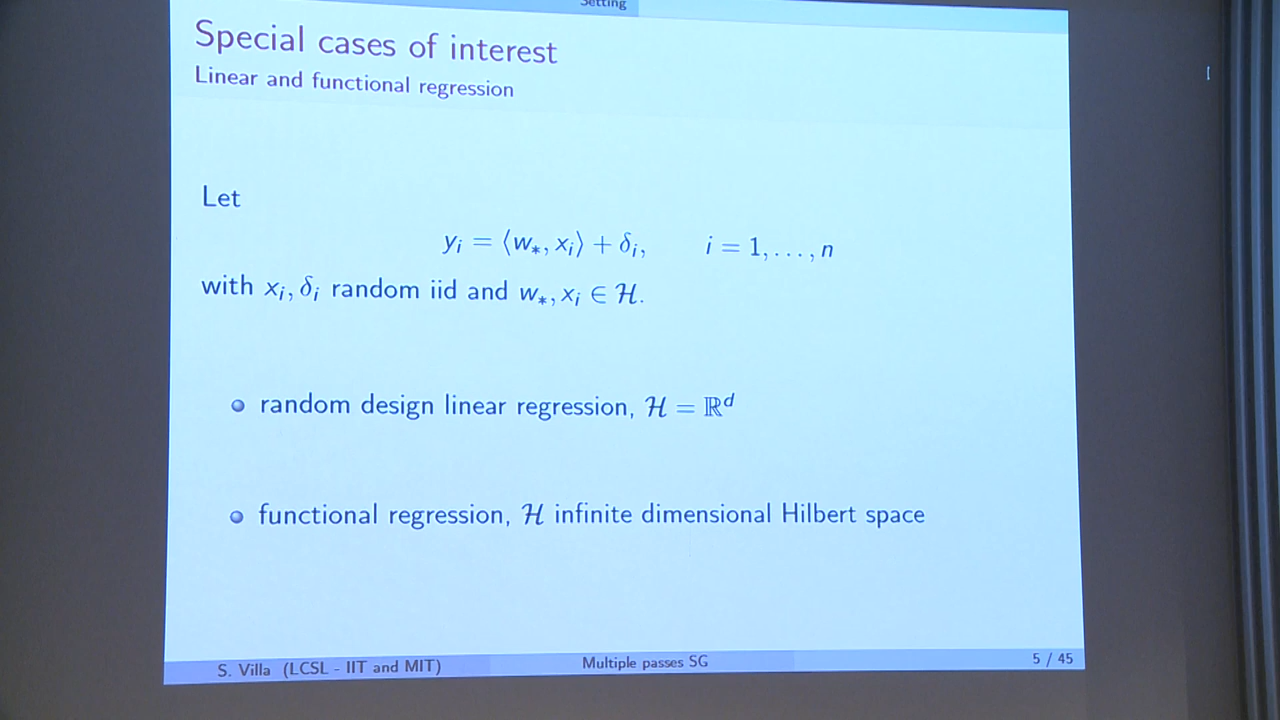 Setting
Special cases of interest
Linear and functional regression
Let
yᵢ = ⟨w∗, xᵢ⟩ + δᵢ, i = 1, . . . , n
with xᵢ, δᵢ random iid and w∗, xᵢ ∈ ℋ.
random design linear regression, ℋ = ℝᵈ
functional regression, ℋ infinite dimensional Hilbert space
S. Villa (LCSL - IIT and MIT) Multiple passes SG 5 / 45